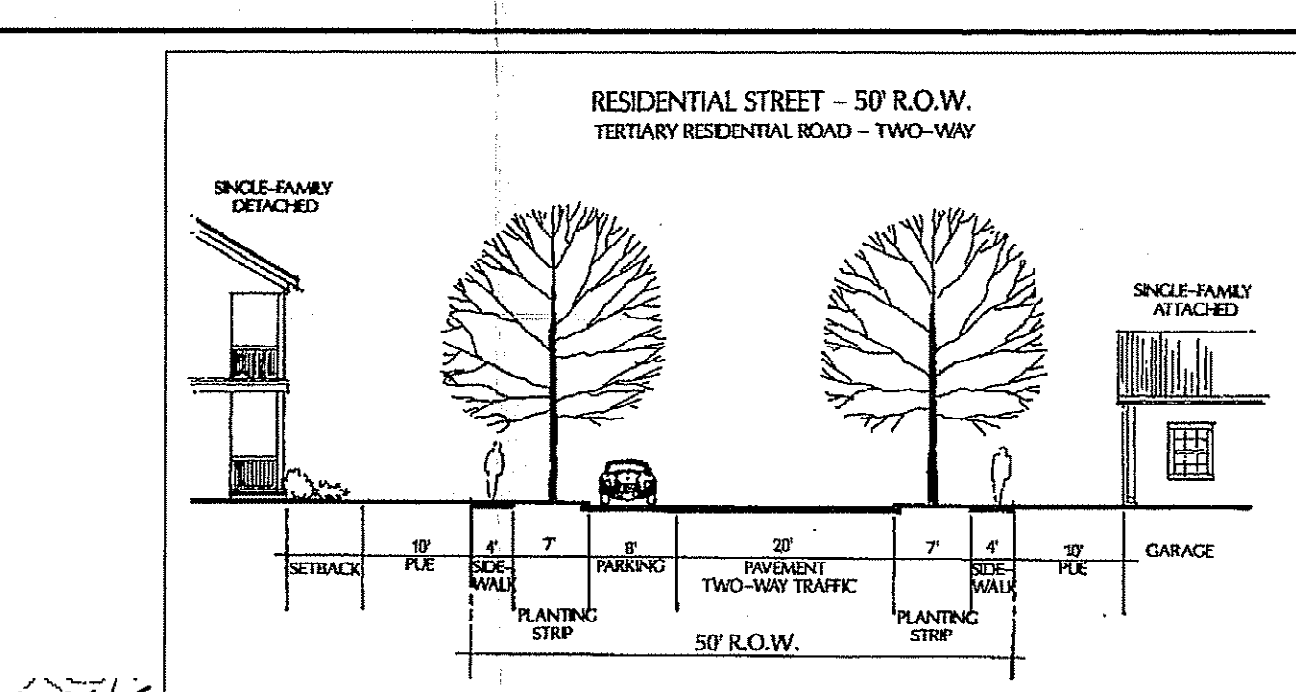 RESIDENTIAL STREET – 50' R.O.W.
TERTIARY RESIDENTIAL ROAD – TWO-WAY
SINGLE-FAMILY
DETACHED
SINGLE-FAMILY
ATTACHED
SETBACK
10'
PUE
4'
SIDE-
WALK
7'
PLANTING
STRIP
8'
PARKING
20'
PAVEMENT
TWO-WAY TRAFFIC
7'
PLANTING
STRIP
4'
SIDE-
WALK
10'
PUE
GARAGE
50' R.O.W.